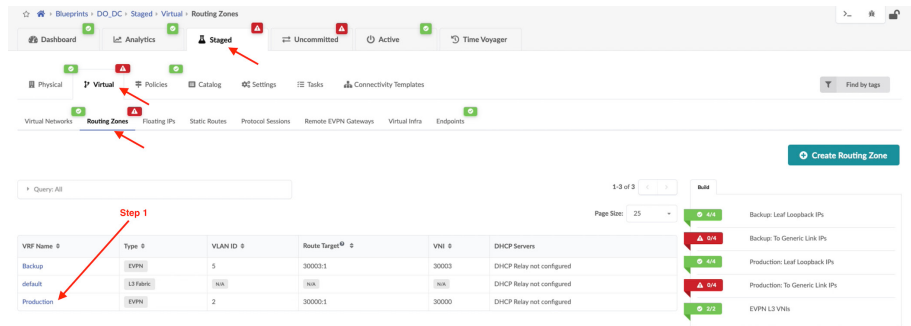 Blueprints › DO_DC › Staged › Virtual › Routing Zones
Dashboard Analytics Staged Uncommitted Active Time Voyager
Physical Virtual Policies Catalog Settings Tasks Connectivity Templates Find by tags
Virtual Networks Routing Zones Floating IPs Static Routes Protocol Sessions Remote EVPN Gateways Virtual Infra Endpoints
Create Routing Zone
Query: All 1-3 of 3 Build
Step 1 Page Size: 25
4/4 Backup: Leaf Loopback IPs
0/4 Backup: To Generic Link IPs
4/4 Production: Leaf Loopback IPs
0/4 Production: To Generic Link IPs
2/2 EVPN L3 VNIs
VRF Name Type VLAN ID Route Target VNI DHCP Servers
Backup EVPN 5 30003:1 30003 DHCP Relay not configured
default L3 Fabric N/A N/A N/A DHCP Relay not configured
Production EVPN 2 30000:1 30000 DHCP Relay not configured